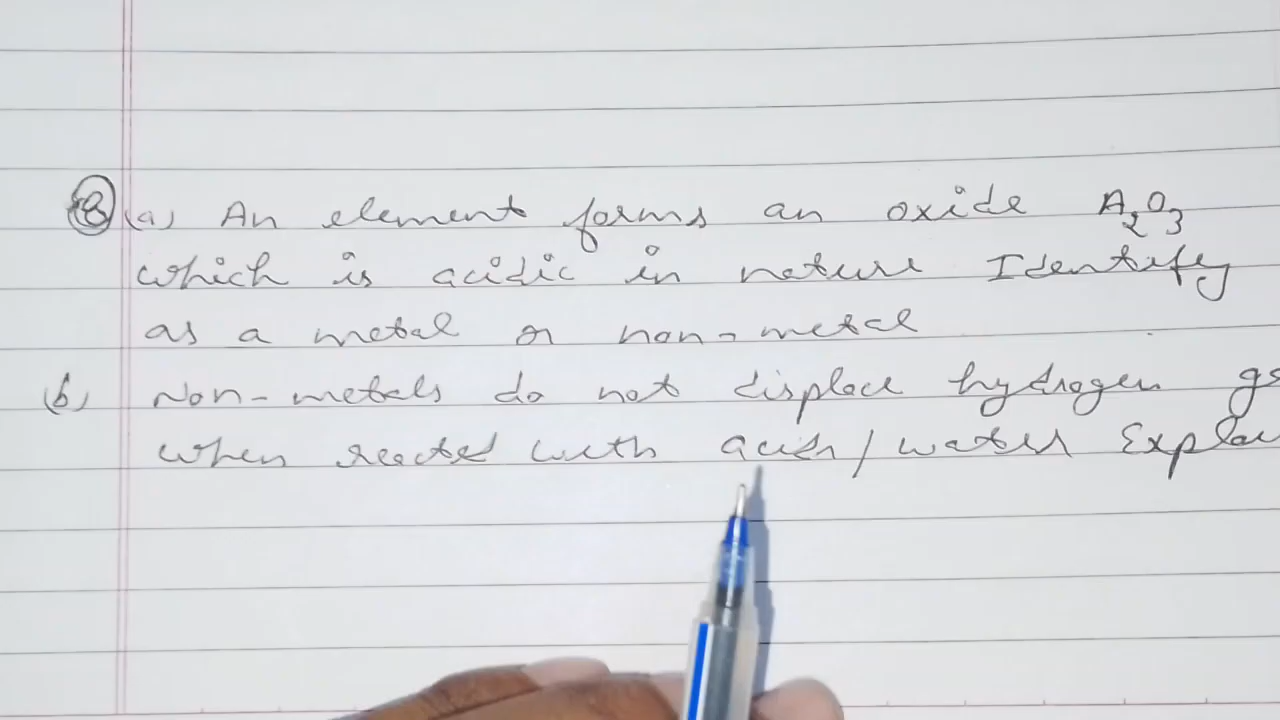 8 (a) An element forms an oxide A₂O₃
which is acidic in nature Identify
as a metal or non-metal
(b) Non-metals do not displace hydrogen
when reacted with / water